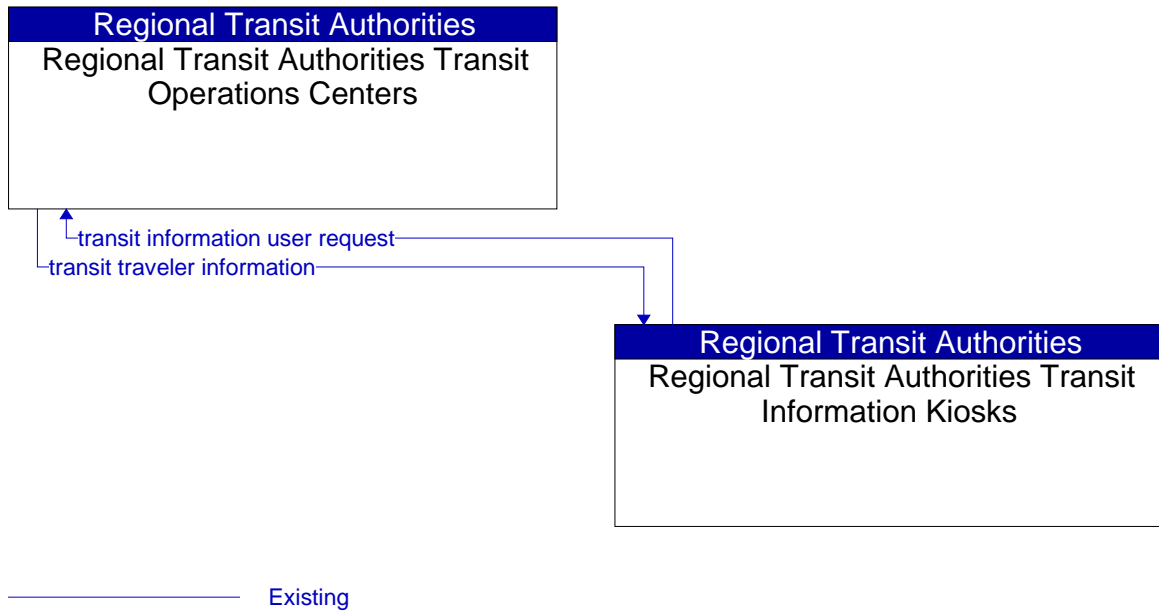 Regional Transit Authorities
Regional Transit Authorities Transit
Operations Centers
transit information user request
transit traveler information
Regional Transit Authorities
Regional Transit Authorities Transit
Information Kiosks
Existing